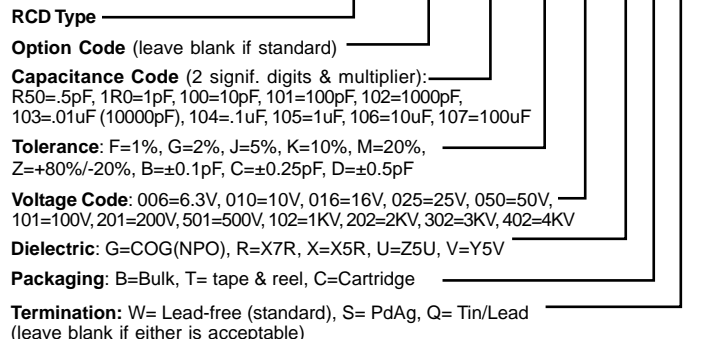 RCD Type
Option Code (leave blank if standard)
Capacitance Code (2 signif. digits & multiplier):
R50=.5pF, 1R0=1pF, 100=10pF, 101=100pF, 102=1000pF,
103=.01uF (10000pF), 104=.1uF, 105=1uF, 106=10uF, 107=100uF
Tolerance: F=1%, G=2%, J=5%, K=10%, M=20%,
Z=+80%/-20%, B=±0.1pF, C=±0.25pF, D=±0.5pF
Voltage Code: 006=6.3V, 010=10V, 016=16V, 025=25V, 050=50V,
101=100V, 201=200V, 501=500V, 102=1KV, 202=2KV, 302=3KV, 402=4KV
Dielectric: G=COG(NPO), R=X7R, X=X5R, U=Z5U, V=Y5V
Packaging: B=Bulk, T= tape & reel, C=Cartridge
Termination: W= Lead-free (standard), S= PdAg, Q= Tin/Lead
(leave blank if either is acceptable)